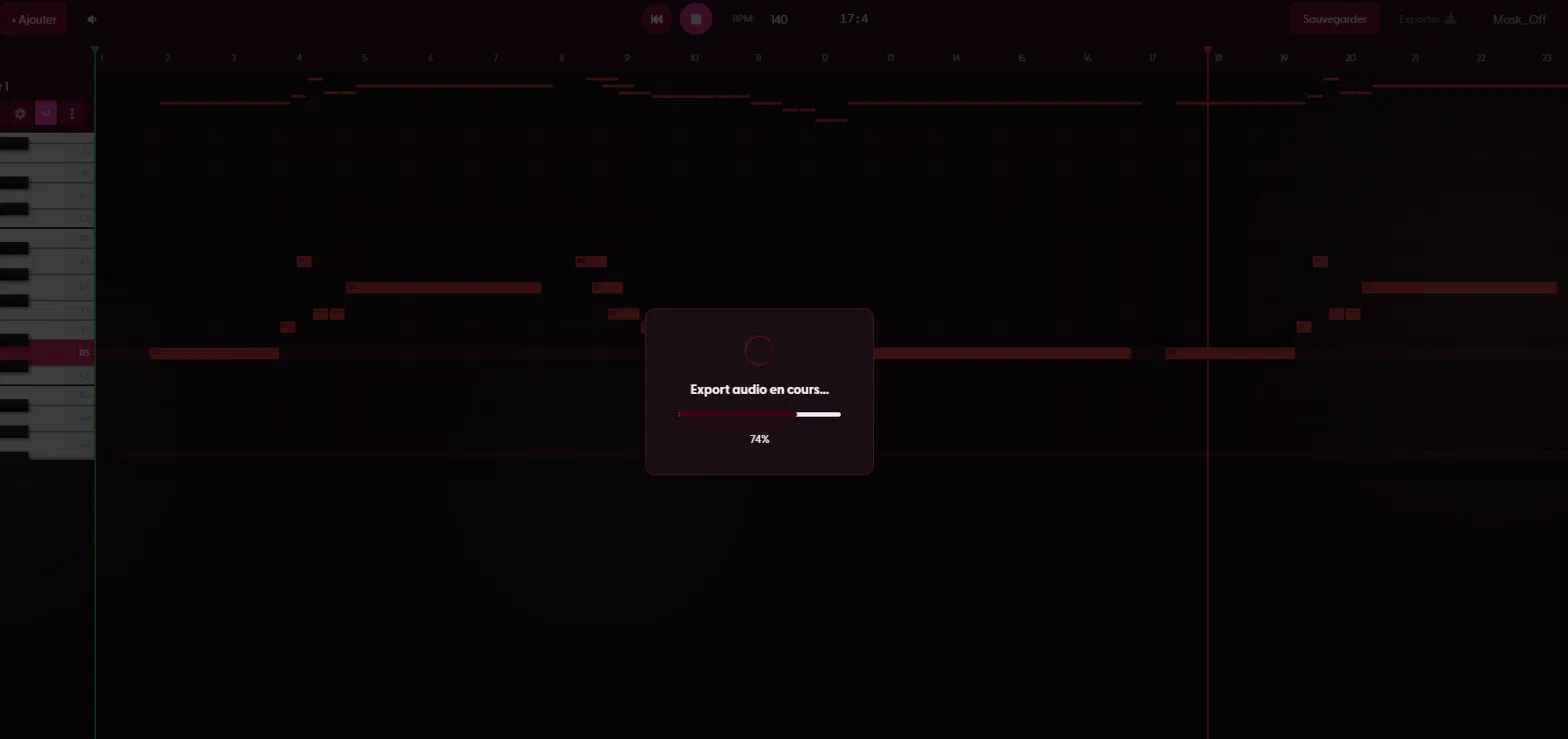 + Ajouter
BPM: 140
17:4
Sauvegarder
Exporter
Mask_Off
1 2 3 4 5 6 7 8 9 10 11 12 13 14 15 16 17 18 19 20 21 22 23
r 1
D5
Export audio en cours...
74%